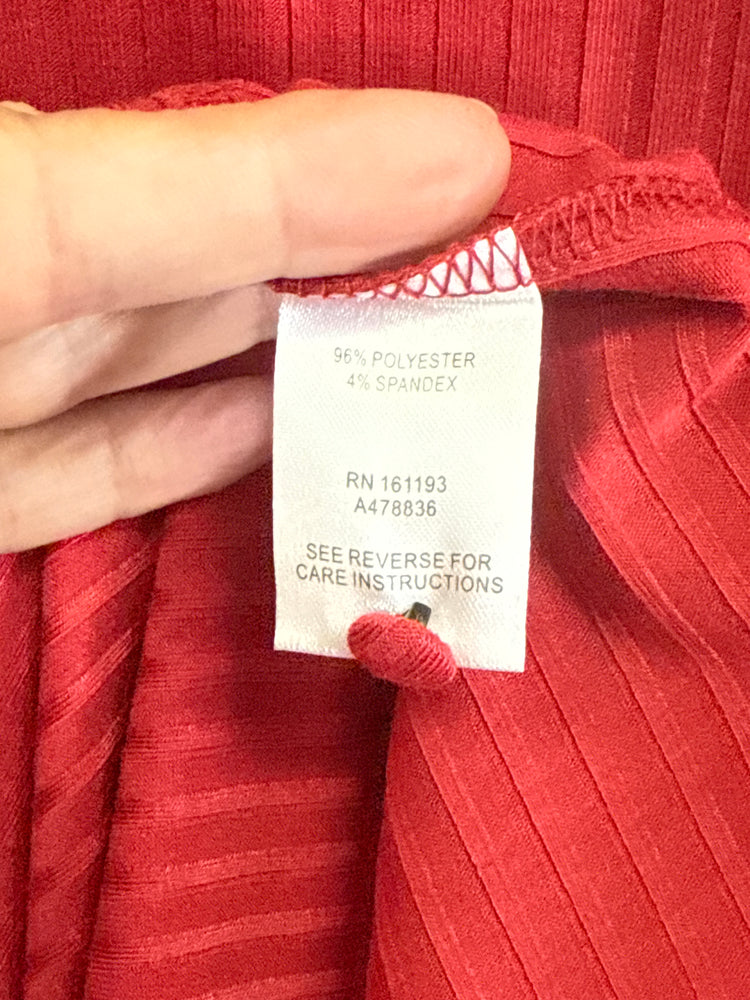 96% POLYESTER
4% SPANDEX
RN 161193
A478836
SEE REVERSE FOR
CARE INSTRUCTIONS